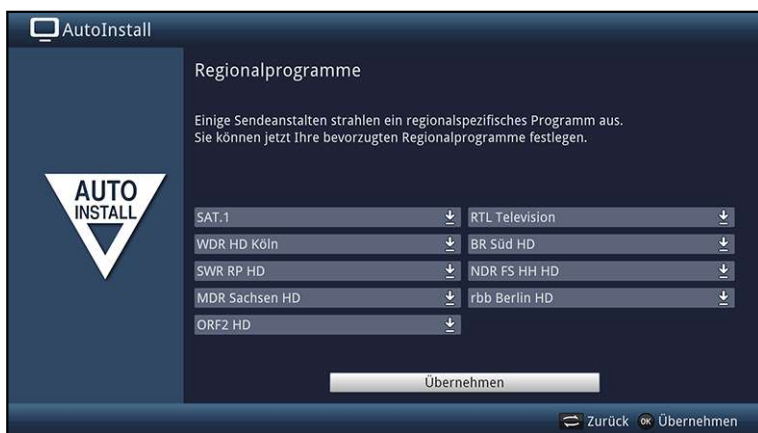 AutoInstall
Regionalprogramme
Einige Sendeanstalten strahlen ein regionalspezifisches Programm aus.
Sie können jetzt Ihre bevorzugten Regionalprogramme festlegen.
AUTO
INSTALL
SAT.1
RTL Television
WDR HD Köln
BR Süd HD
SWR RP HD
NDR FS HH HD
MDR Sachsen HD
rbb Berlin HD
ORF2 HD
Übernehmen
Zurück OK Übernehmen